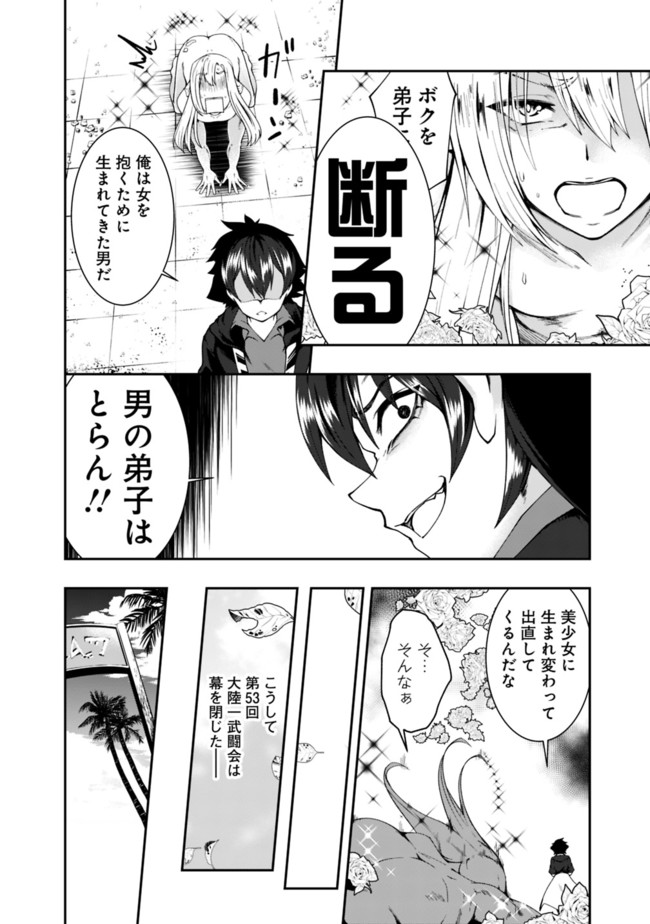 ボクを
弟子に
断る
ガーン
俺は女を
抱くために
生まれてきた男だ
男の弟子は
とらん!!
美少女に
生まれ変わって
出直して
くるんだな
そ…
そんなぁ
こうして
第53回
大陸一武闘会は
幕を閉じた――